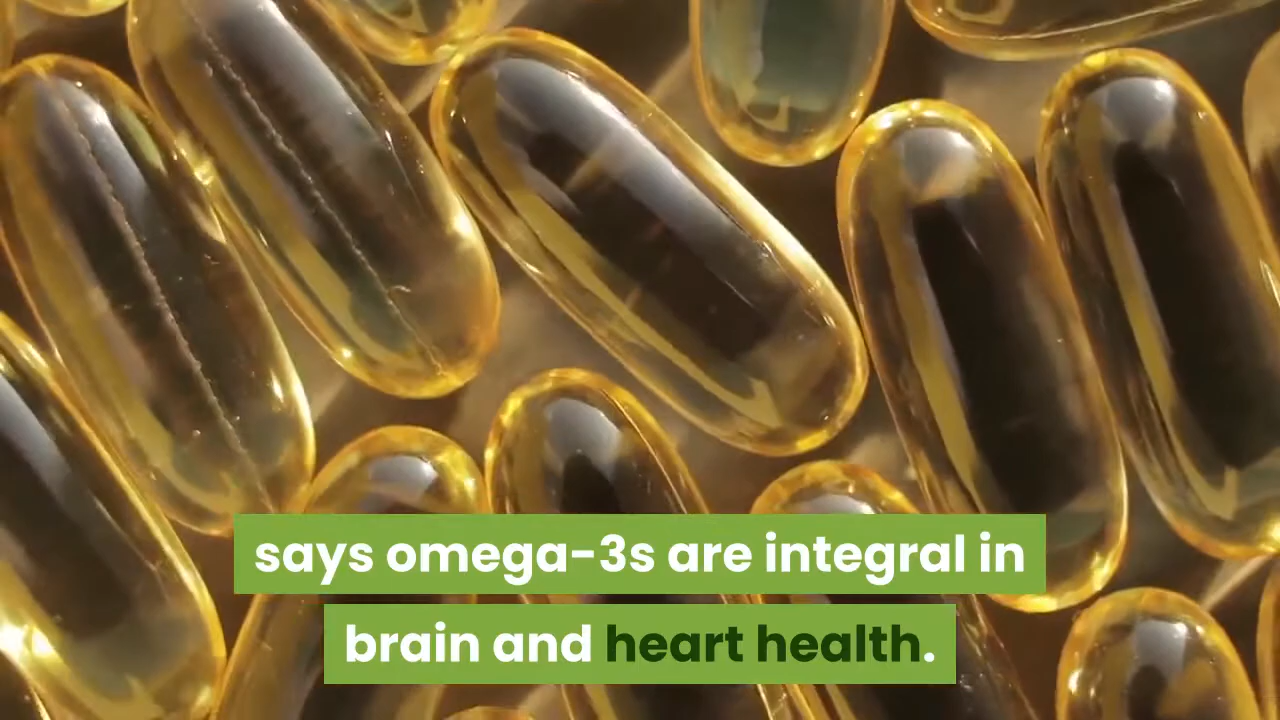 says omega-3s are integral in
brain and heart health.